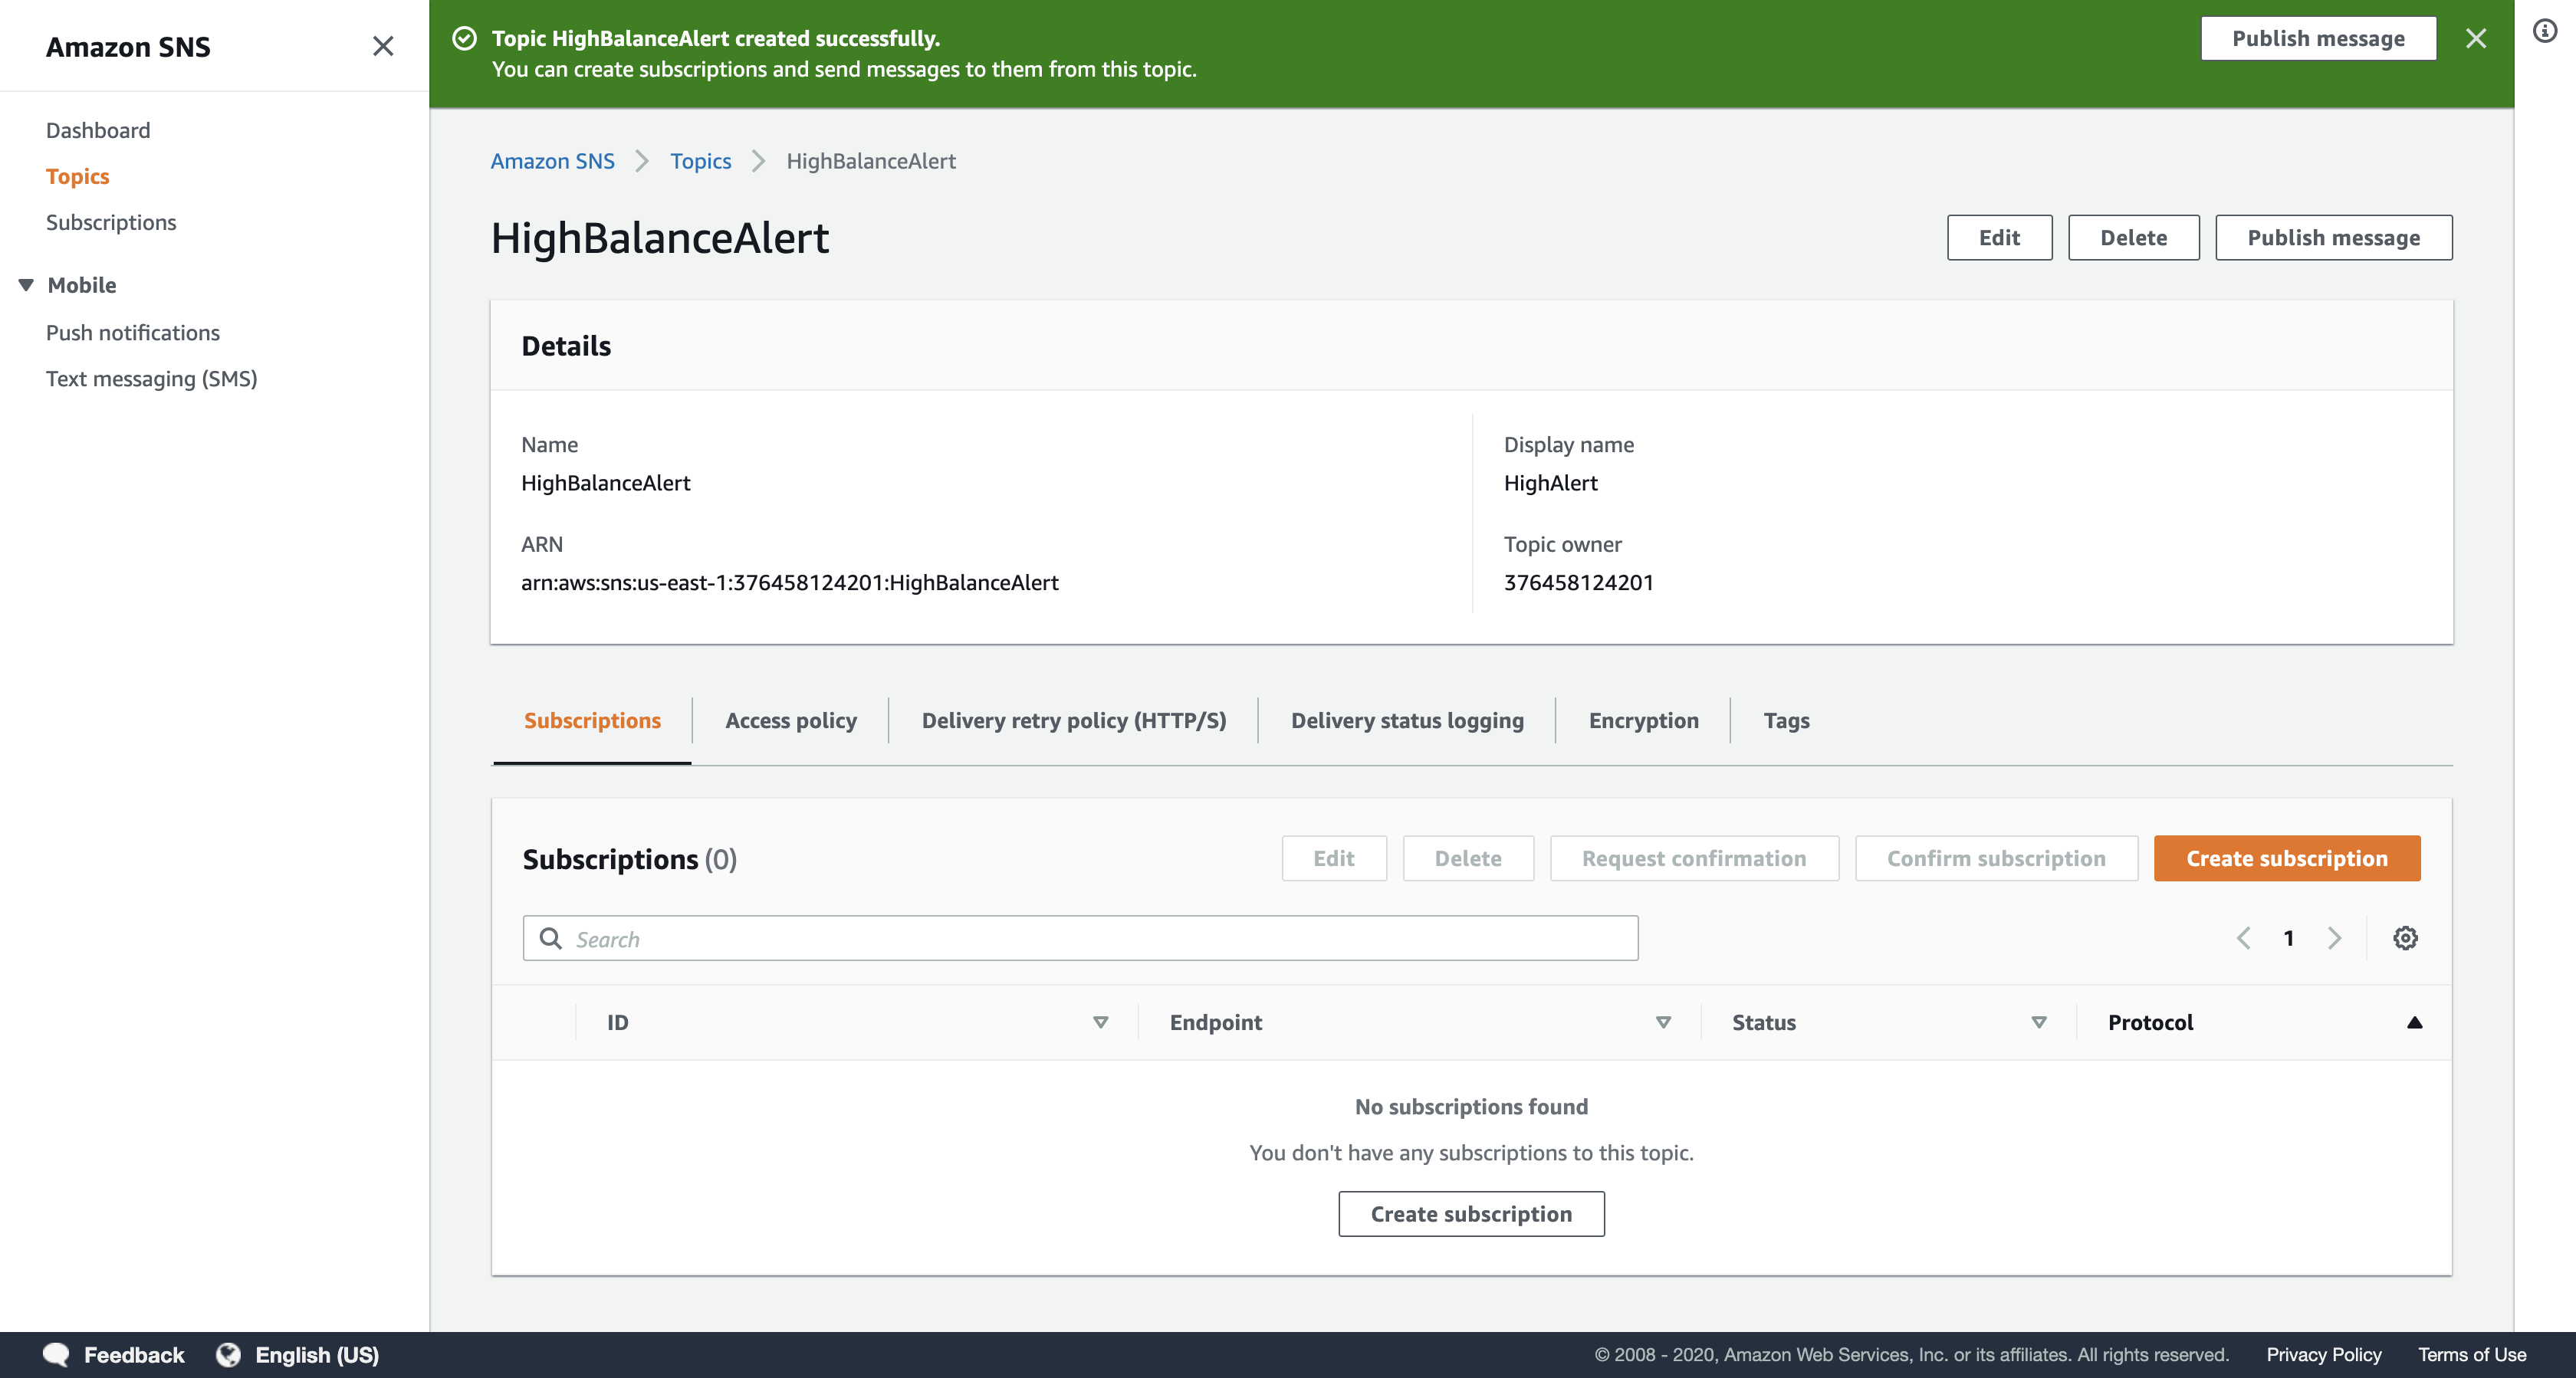 Amazon SNS
Dashboard
Topics
Subscriptions
Mobile
Push notifications
Text messaging (SMS)
Topic HighBalanceAlert created successfully.
You can create subscriptions and send messages to them from this topic.
Publish message
Amazon SNS Topics HighBalanceAlert
HighBalanceAlert
Edit Delete Publish message
Details
Name
HighBalanceAlert
ARN
arn:aws:sns:us-east-1:376458124201:HighBalanceAlert
Display name
HighAlert
Topic owner
376458124201
Subscriptions Access policy Delivery retry policy (HTTP/S) Delivery status logging Encryption Tags
Subscriptions (0)
Edit Delete Request confirmation Confirm subscription Create subscription
Search
1
ID Endpoint Status Protocol
No subscriptions found
You don't have any subscriptions to this topic.
Create subscription
Feedback English (US)
© 2008 - 2020, Amazon Web Services, Inc. or its affiliates. All rights reserved. Privacy Policy Terms of Use